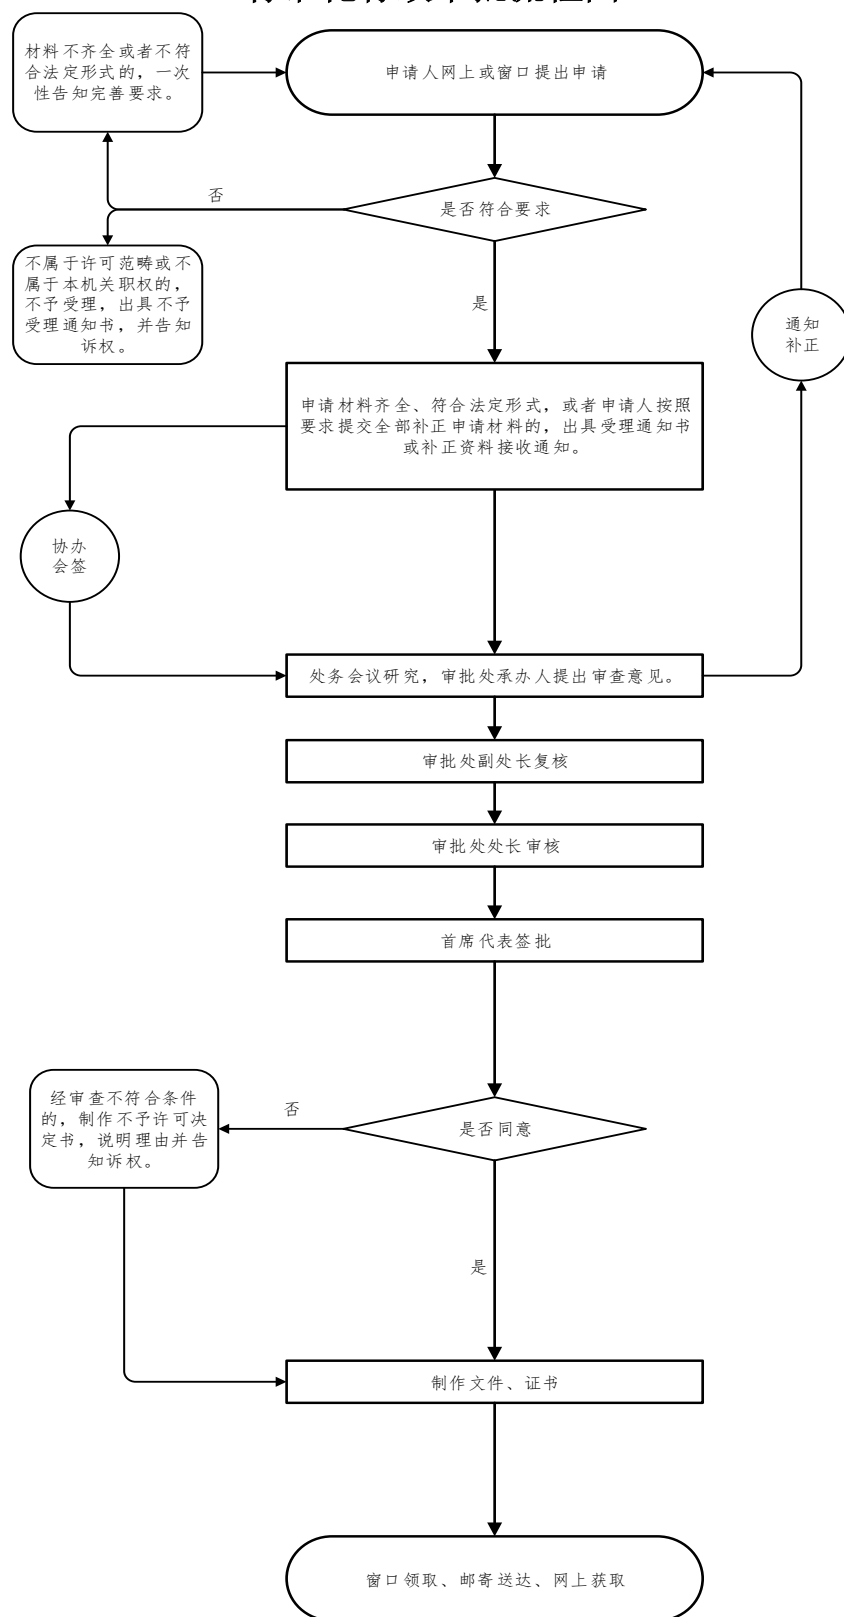 材料不齐全或者不符
合法定形式的，一次
性告知完善要求。
申请人网上或窗口提出申请
否
是否符合要求
不属于许可范畴或不
属于本机关职权的，
不予受理，出具不予
受理通知书，并告知
诉权。
是
通知
补正
申请材料齐全、符合法定形式，或者申请人按照
要求提交全部补正申请材料的，出具受理通知书
或补正资料接收通知。
协办
会签
处务会议研究，审批处承办人提出审查意见。
审批处副处长复核
审批处处长审核
首席代表签批
经审查不符合条件
的，制作不予许可决
定书，说明理由并告
知诉权。
否
是否同意
是
制作文件、证书
窗口领取、邮寄送达、网上获取